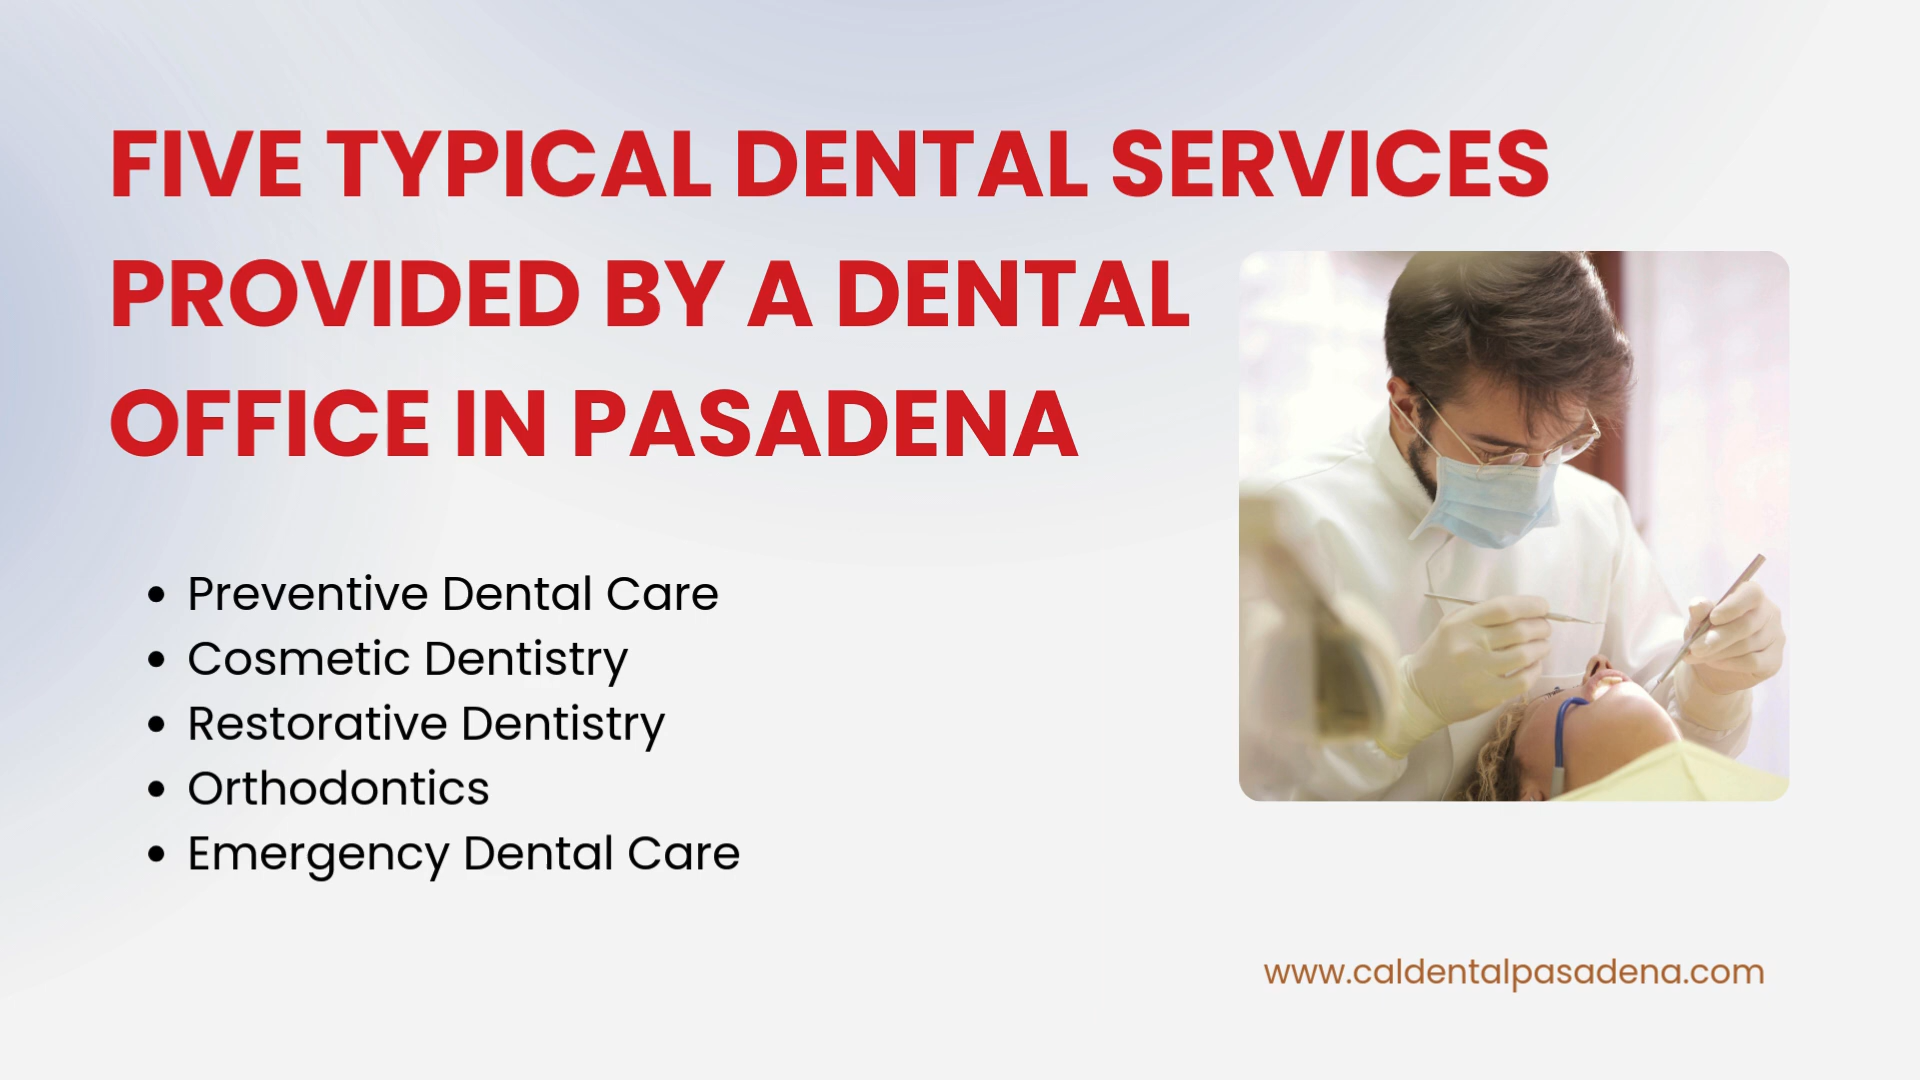 FIVE TYPICAL DENTAL SERVICES
PROVIDED BY A DENTAL
OFFICE IN PASADENA
• Preventive Dental Care
• Cosmetic Dentistry
• Restorative Dentistry
• Orthodontics
• Emergency Dental Care
www.caldentalpasadena.com